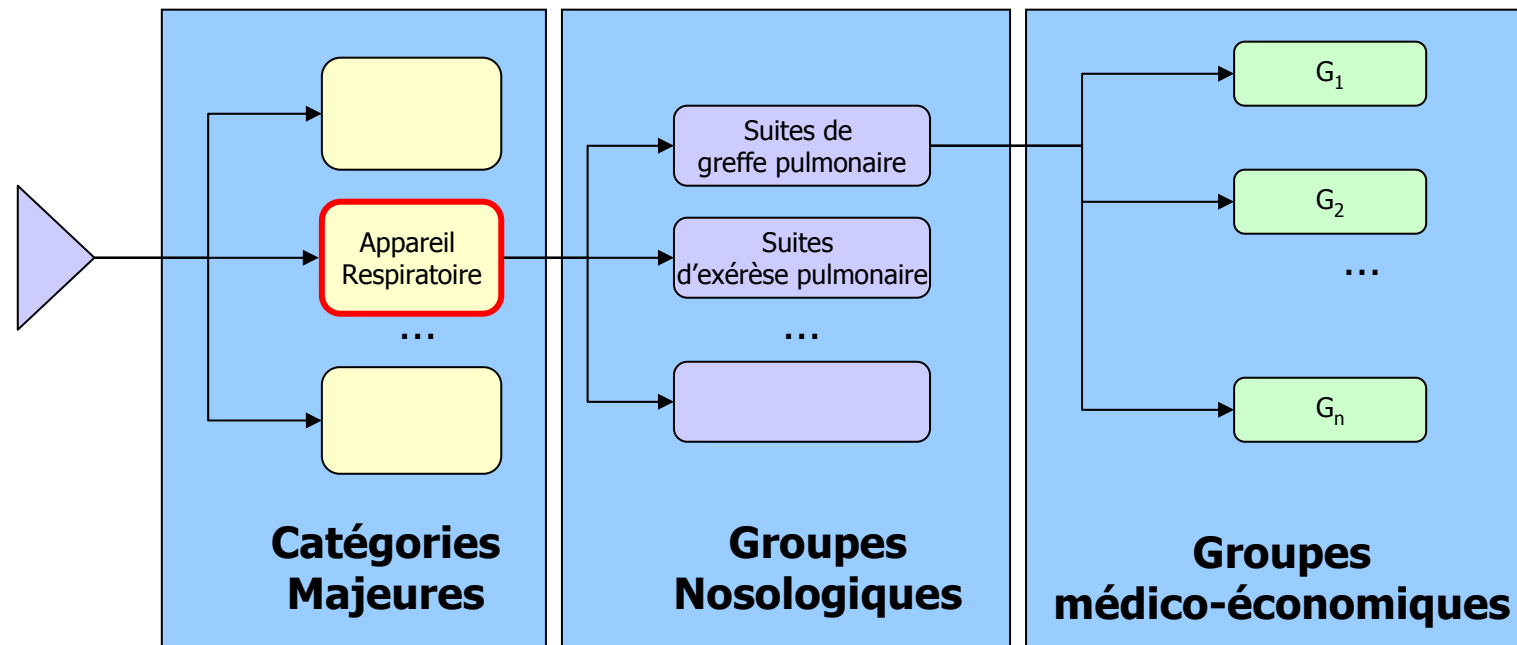 Appareil
Respiratoire
...
Catégories
Majeures
Suites de
greffe pulmonaire
Suites
d'exérèse pulmonaire
...
Groupes
Nosologiques
G₁
G₂
...
Gₙ
Groupes
médico-économiques